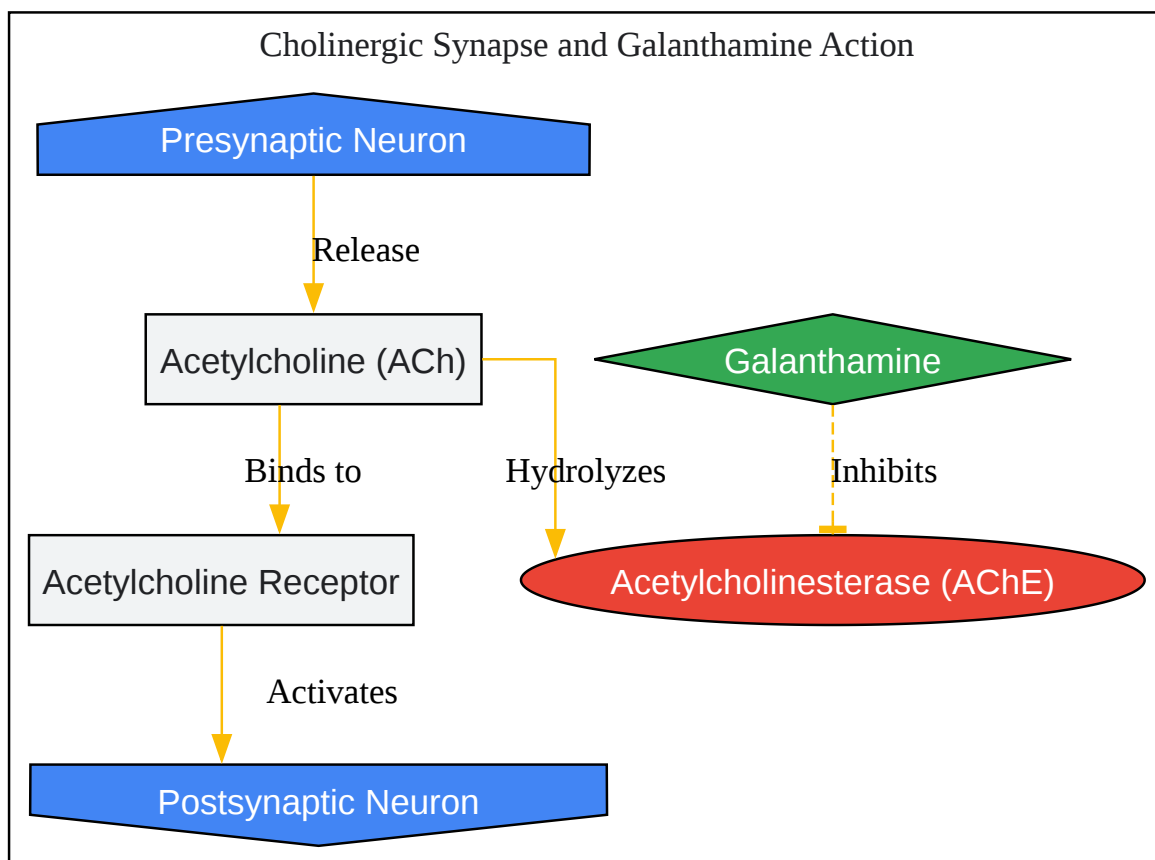 Cholinergic Synapse and Galanthamine Action
Presynaptic Neuron
Release
Acetylcholine (ACh)
Galanthamine
Binds to
Hydrolyzes
Inhibits
Acetylcholine Receptor
Acetylcholinesterase (AChE)
Activates
Postsynaptic Neuron